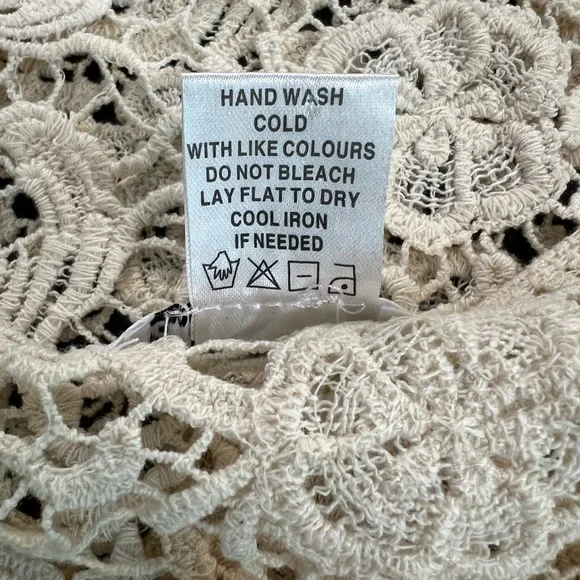 HAND WASH
COLD
WITH LIKE COLOURS
DO NOT BLEACH
LAY FLAT TO DRY
COOL IRON
IF NEEDED